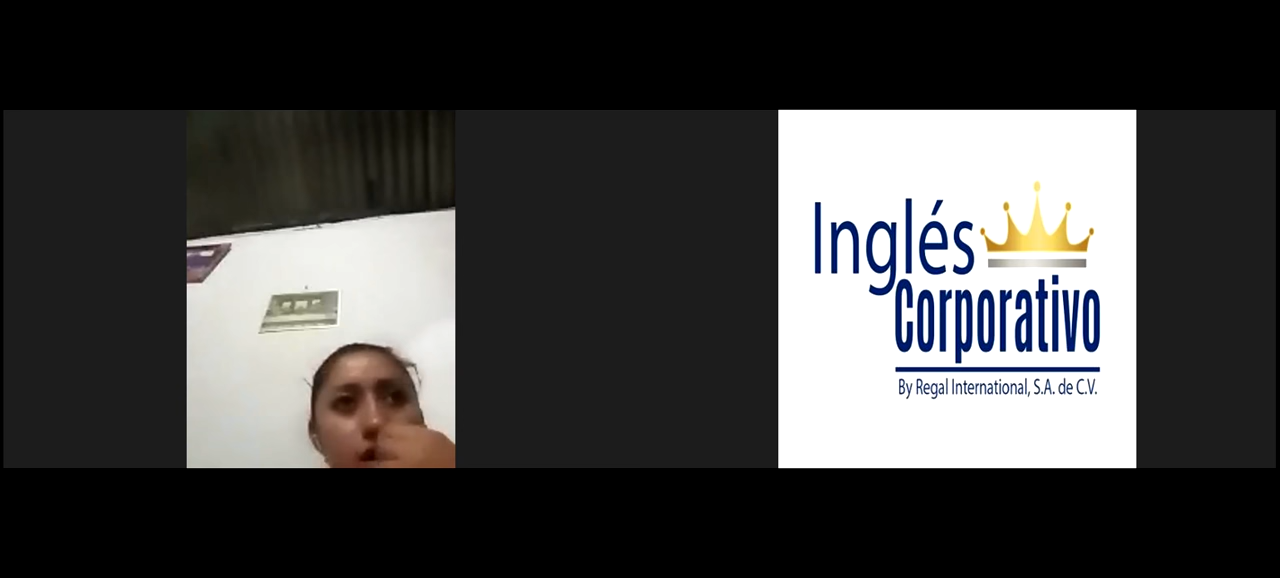 Inglés
Corporativo
By Regal International, S.A. de C.V.